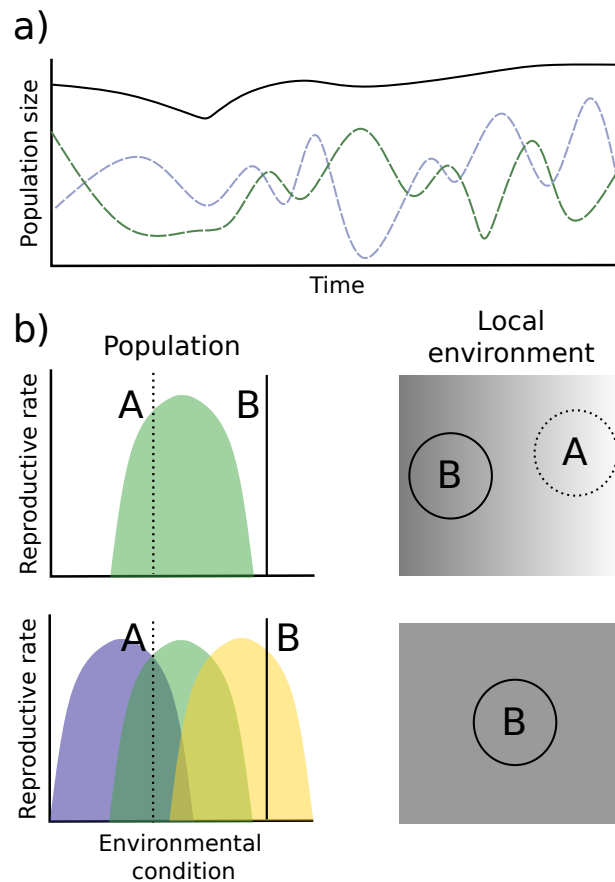 a)
Population size
Time
b)
Population
Local
environment
Reproductive rate
A
B
B
A
Reproductive rate
A
B
B
Environmental
condition